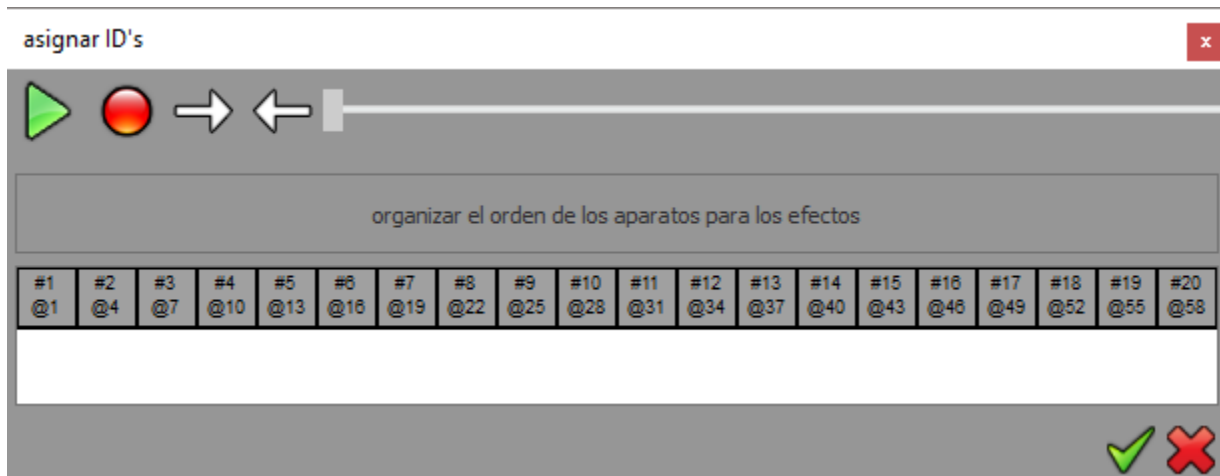 asignar ID's
x
organizar el orden de los aparatos para los efectos
#1 #2 #3 #4 #5 #6 #7 #8 #9 #10 #11 #12 #13 #14 #15 #16 #17 #18 #19 #20
@1 @4 @7 @10 @13 @16 @19 @22 @25 @28 @31 @34 @37 @40 @43 @46 @49 @52 @55 @58